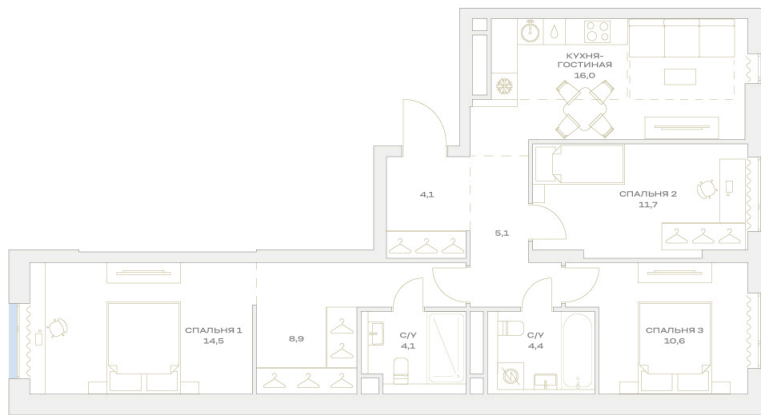 КУХНЯ-
ГОСТИНАЯ
16,0
4,1
СПАЛЬНЯ 2
11,7
5,1
СПАЛЬНЯ 1
14,5
8,9
С/У
4,1
С/У
4,4
СПАЛЬНЯ 3
10,6